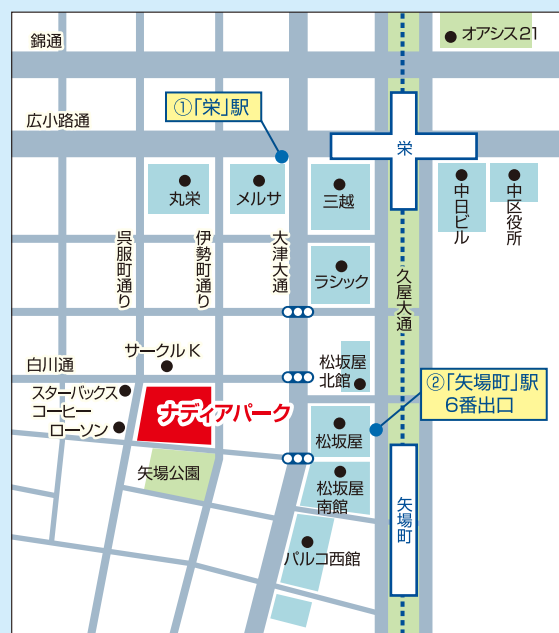 オアシス21
錦通
①「栄」駅
広小路通
栄
丸栄
メルサ
三越
中日ビル
中区役所
呉服町通り
伊勢町通り
大津大通
ラシック
久屋大通
白川通
サークルK
松坂屋
北館
スターバックス
コーヒー
ローソン
ナディアパーク
②「矢場町」駅
6番出口
松坂屋
矢場公園
松坂屋
南館
矢場町
パルコ西館